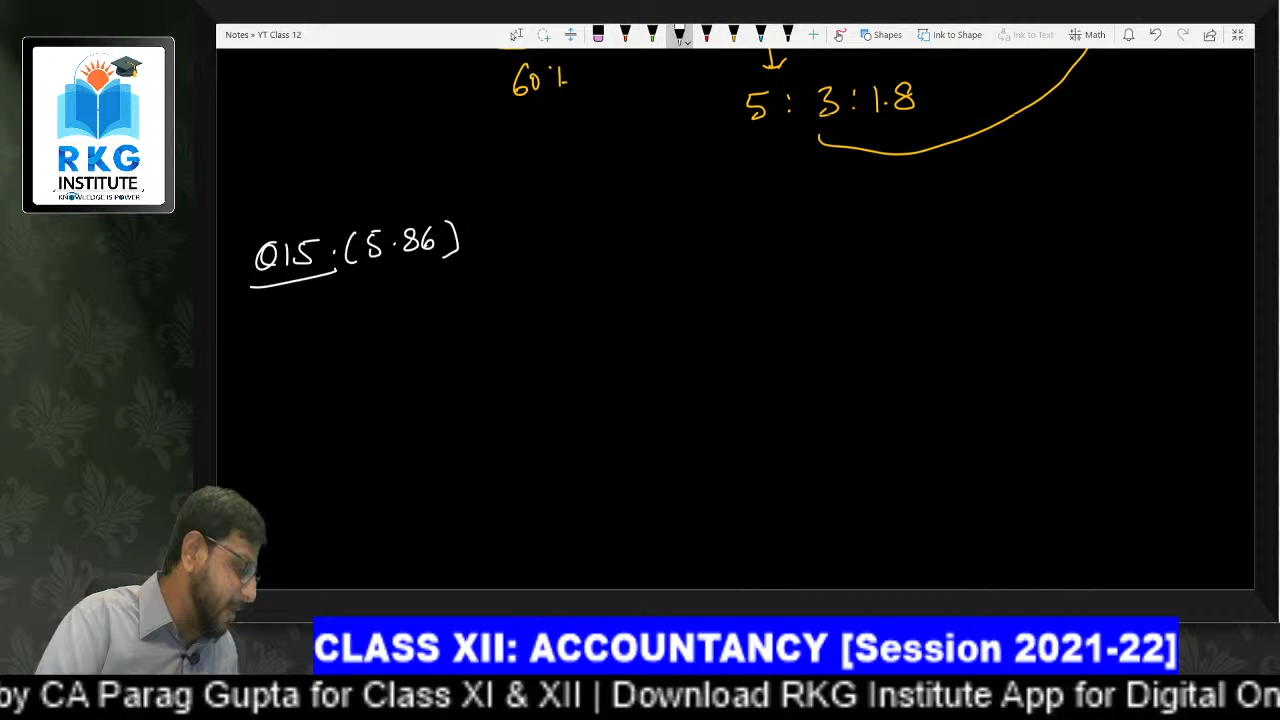 Notes » YT Class 12
Shapes
Ink to Shape
Ink to Text
Math
60%
5 : 3 : 1.8
RKG
INSTITUTE
KNOWLEDGE IS POWER
Q15. (5.86)
CLASS XII: ACCOUNTANCY [Session 2021-22]
by CA Parag Gupta for Class XI & XII | Download RKG Institute App for Digital On